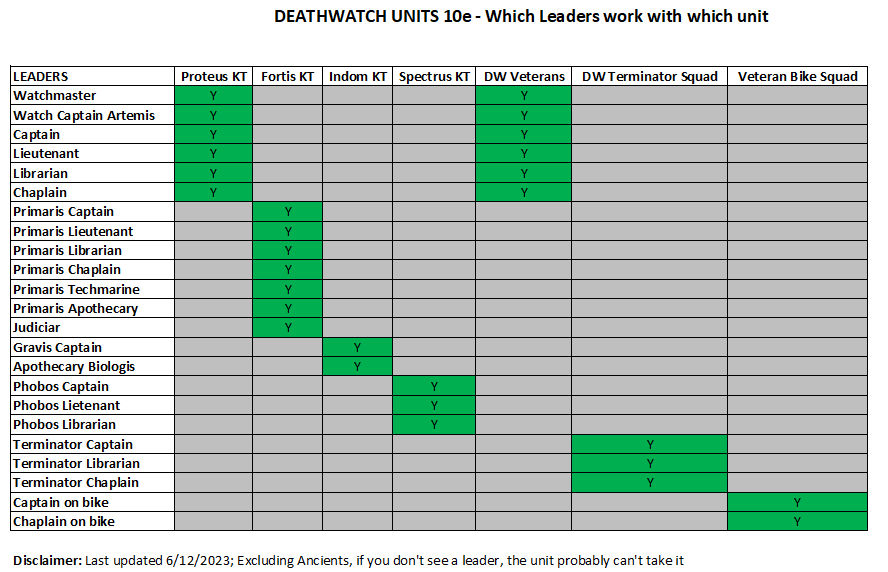 DEATHWATCH UNITS 10e - Which Leaders work with which unit
LEADERS Proteus KT Fortis KT Indom KT Spectrus KT DW Veterans DW Terminator Squad Veteran Bike Squad
Watchmaster Y Y
Watch Captain Artemis Y Y
Captain Y Y
Lieutenant Y Y
Librarian Y Y
Chaplain Y Y
Primaris Captain Y
Primaris Lieutenant Y
Primaris Librarian Y
Primaris Chaplain Y
Primaris Techmarine Y
Primaris Apothecary Y
Judiciar Y
Gravis Captain Y
Apothecary Biologis Y
Phobos Captain Y
Phobos Lietenant Y
Phobos Librarian Y
Terminator Captain Y
Terminator Librarian Y
Terminator Chaplain Y
Captain on bike Y
Chaplain on bike Y
Disclaimer: Last updated 6/12/2023; Excluding Ancients, if you don't see a leader, the unit probably can't take it